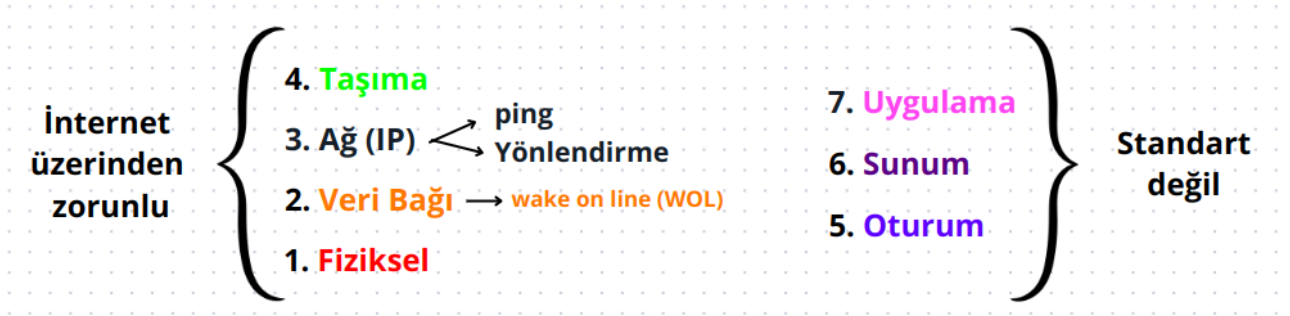 İnternet
üzerinden
zorunlu
4. Taşıma
3. Ağ (IP)
ping
Yönlendirme
2. Veri Bağı
wake on line (WOL)
1. Fiziksel
7. Uygulama
6. Sunum
5. Oturum
Standart
değil